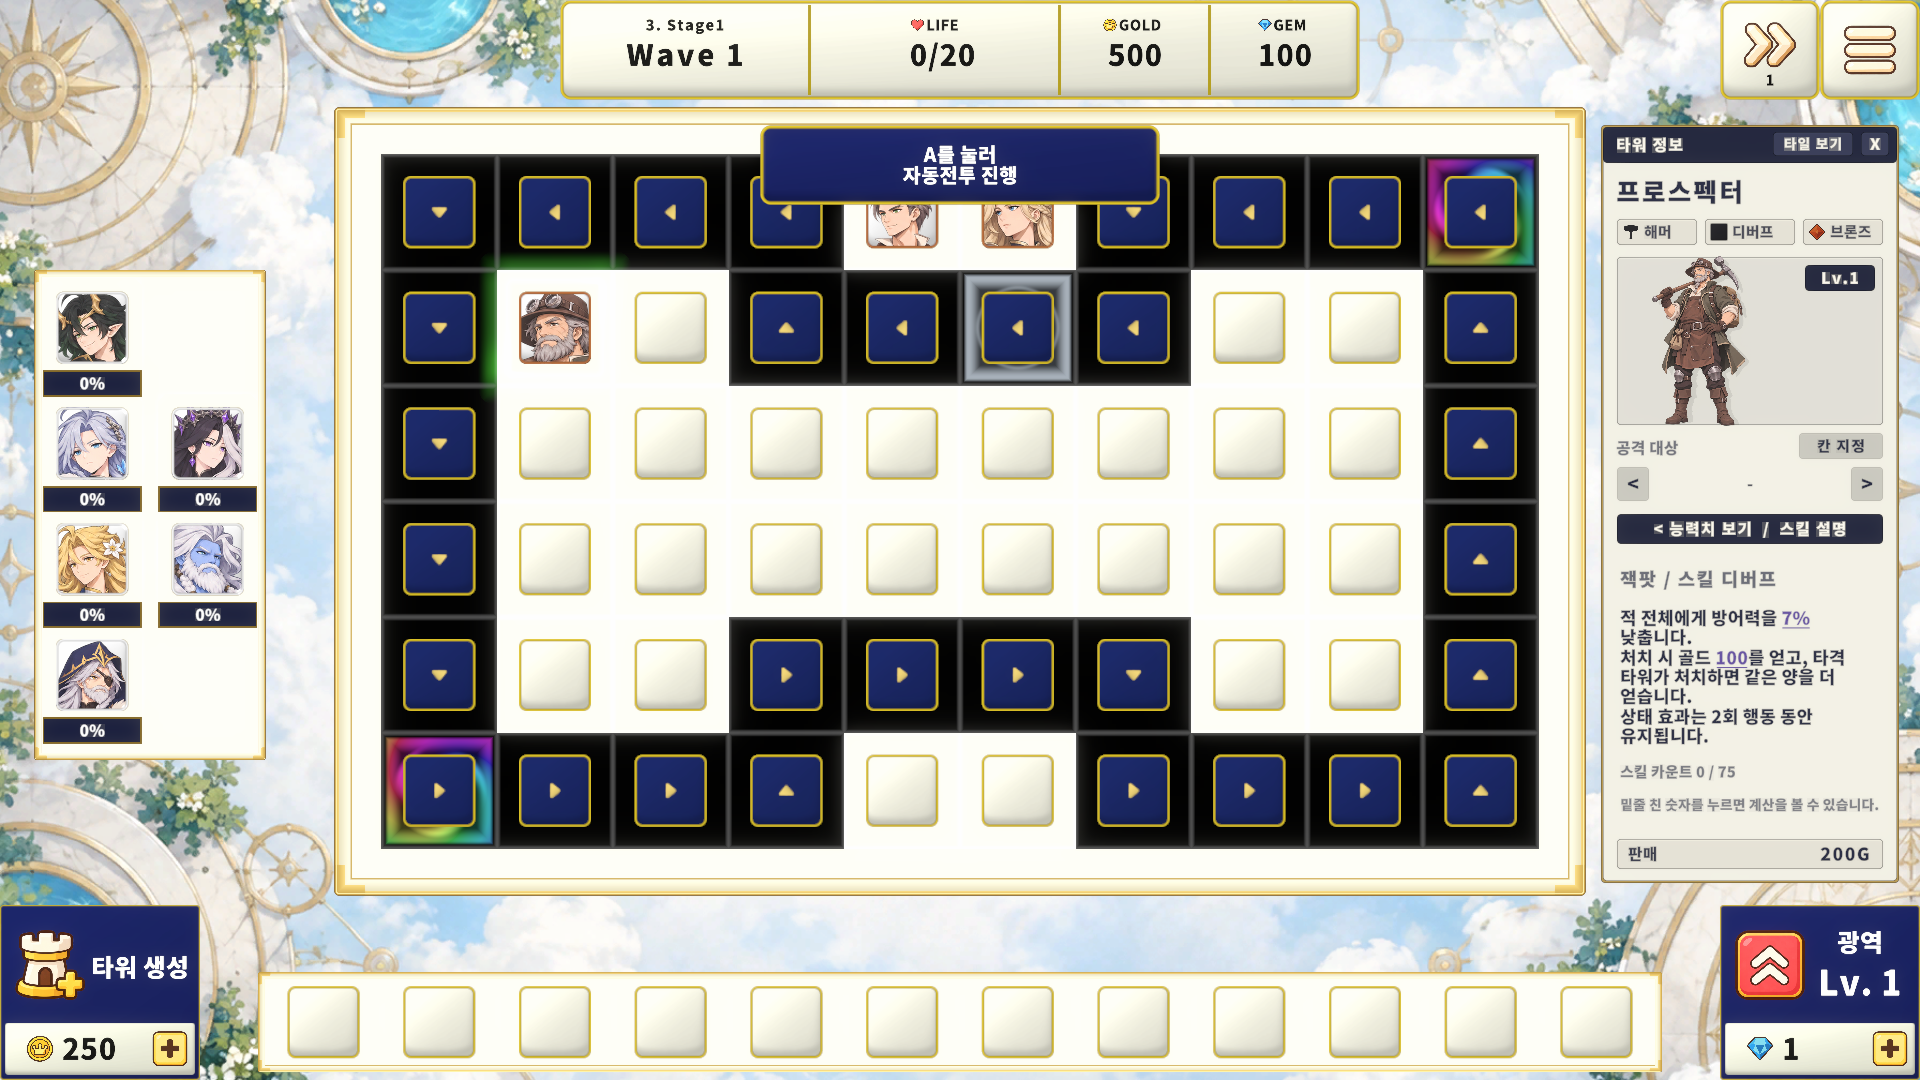 3. Stage1
Wave 1
LIFE
0/20
GOLD
500
GEM
100
1
A를 눌러
자동전투 진행
0%
0%
0%
0%
0%
0%
타워 정보
타일 보기
X
프로스펙터
해머
디버프
브론즈
Lv.1
공격 대상
칸 지정
<
-
>
< 능력치 보기 / 스킬 설명
잭팟 / 스킬 디버프
적 전체에게 방어력을 7%
낮춥니다.
처치 시 골드 100를 얻고, 타격
타워가 처치하면 같은 양을 더
얻습니다.
상태 효과는 2회 행동 동안
유지됩니다.
스킬 카운트 0 / 75
밑줄 친 숫자를 누르면 계산을 볼 수 있습니다.
판매
200G
타워 생성
250
광역
Lv. 1
1